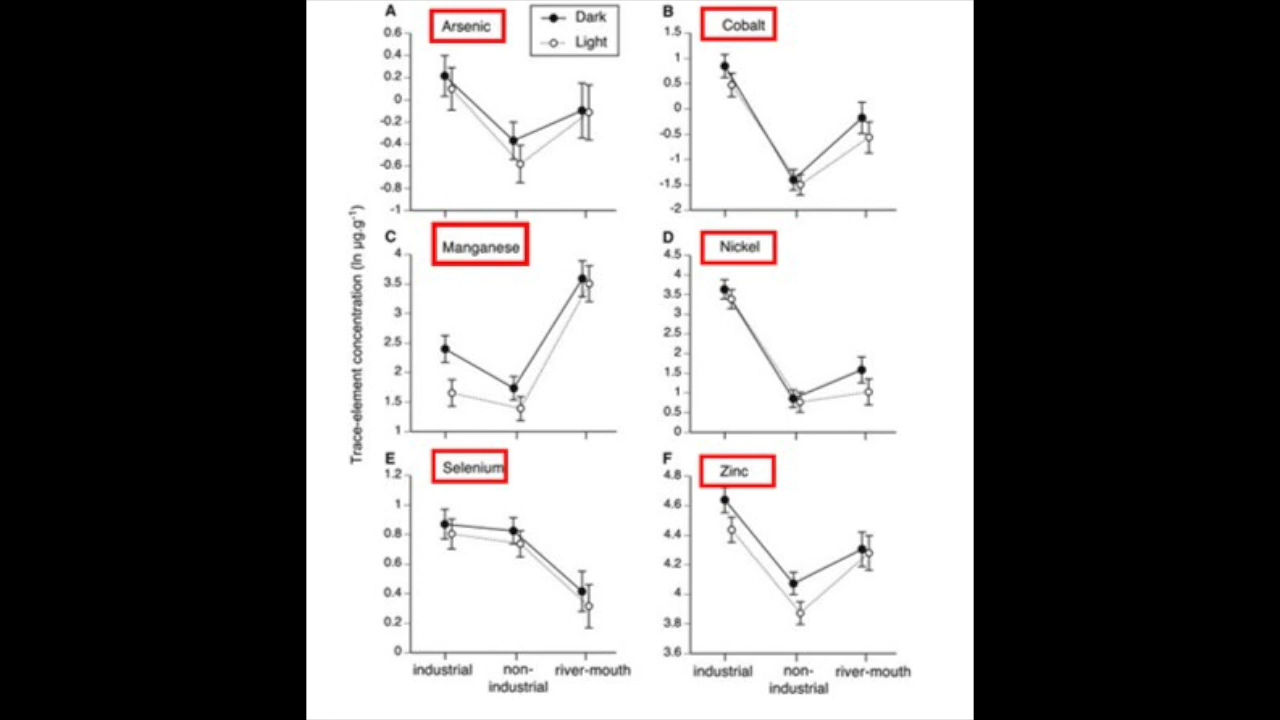 A
Arsenic
Dark
Light
0.6
0.4
0.2
0
-0.2
-0.4
-0.6
-0.8
-1
B
Cobalt
1.5
1
0.5
0
-0.5
-1
-1.5
-2
Trace-element concentration (ln µg.g⁻¹)
C
Manganese
4
3.5
3
2.5
2
1.5
1
D
Nickel
4.5
4
3.5
3
2.5
2
1.5
1
0.5
0
E
Selenium
1.2
1
0.8
0.6
0.4
0.2
0
industrial
non-
industrial
river-mouth
F
Zinc
4.8
4.6
4.4
4.2
4
3.8
3.6
industrial
non-
industrial
river-mouth